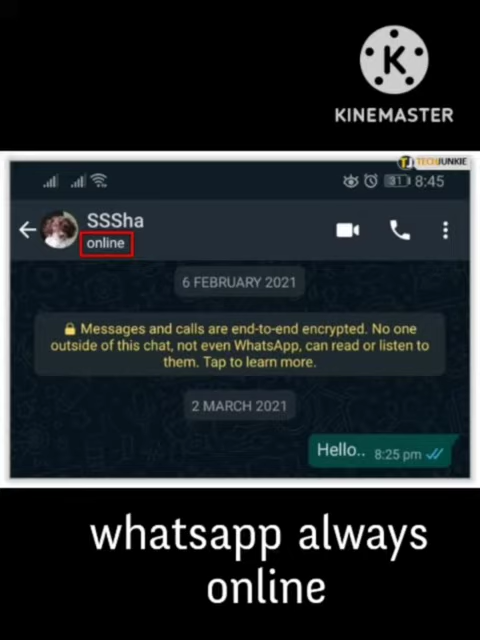 K
KINEMASTER
TJ TECHJUNKIE
31 8:45
SSSha
online
6 FEBRUARY 2021
Messages and calls are end-to-end encrypted. No one
outside of this chat, not even WhatsApp, can read or listen to
them. Tap to learn more.
2 MARCH 2021
Hello.. 8:25 pm
whatsapp always
online